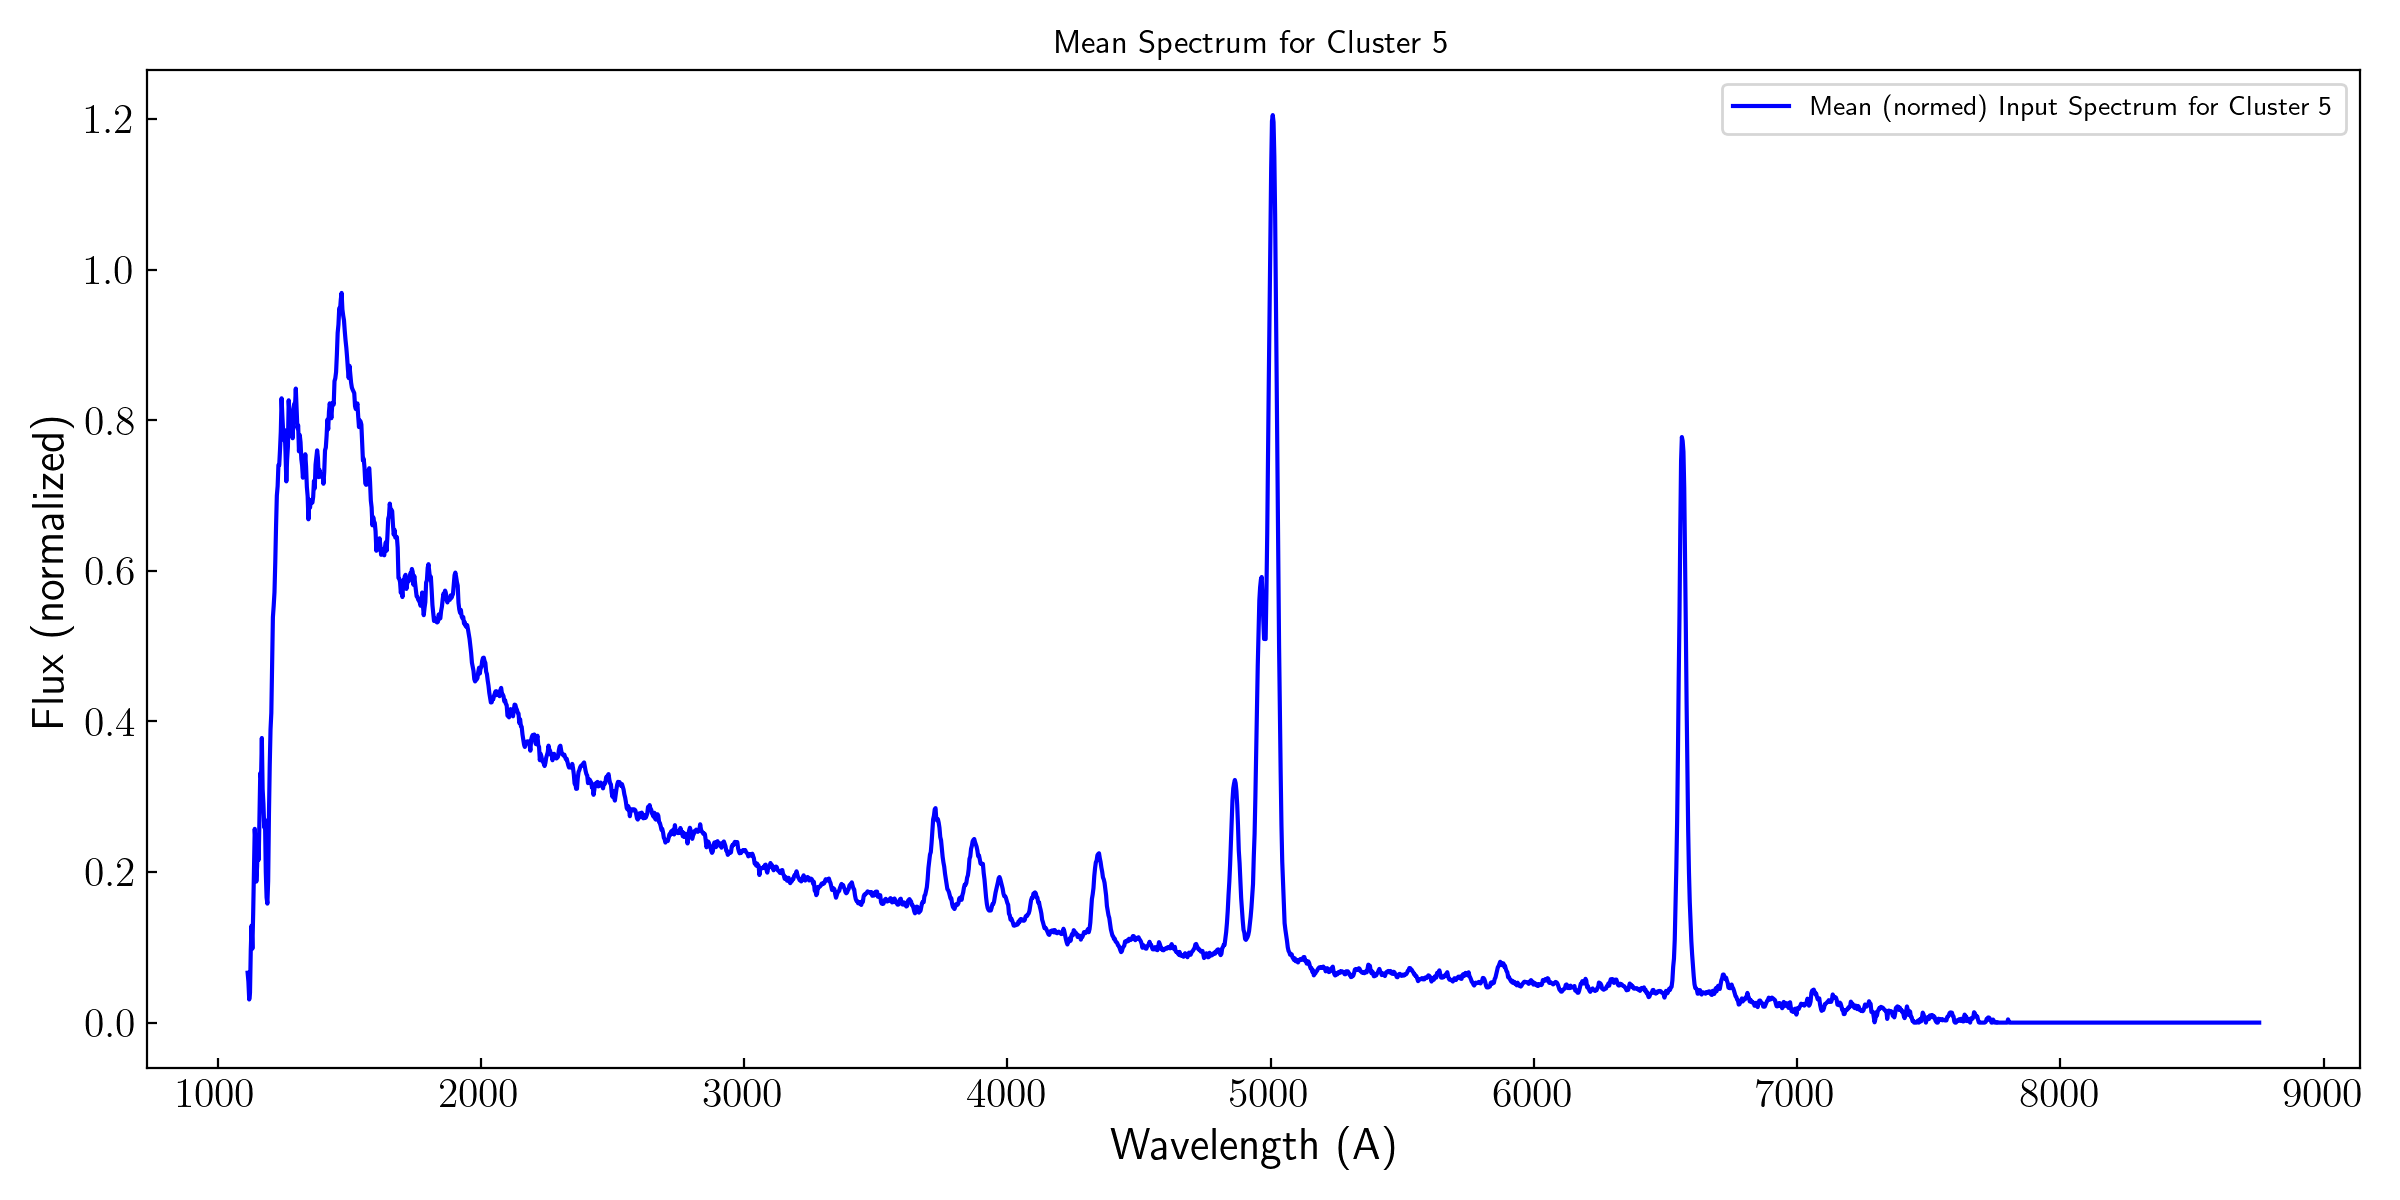 Mean Spectrum for Cluster 5
Mean (normed) Input Spectrum for Cluster 5
Flux (normalized)
1.2
1.0
0.8
0.6
0.4
0.2
0.0
1000 2000 3000 4000 5000 6000 7000 8000 9000
Wavelength (A)